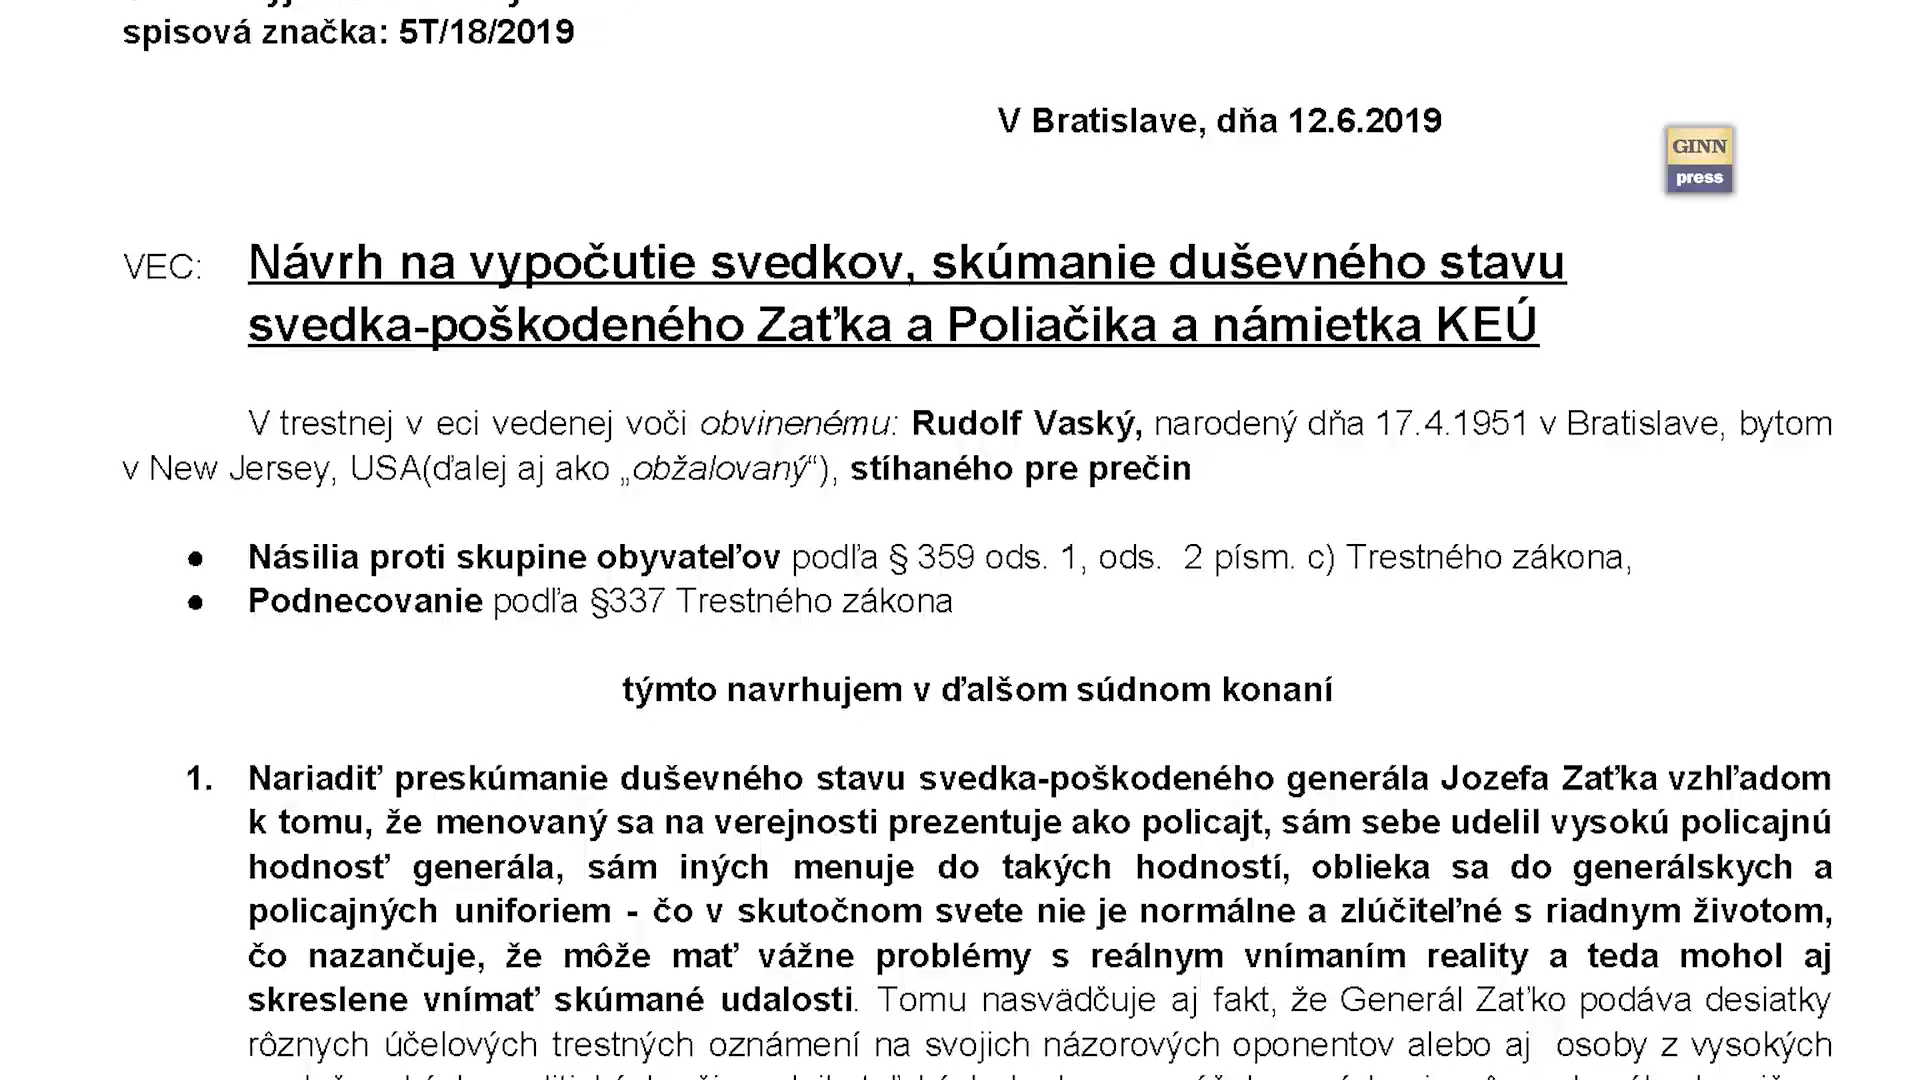 spisová značka: 5T/18/2019
V Bratislave, dňa 12.6.2019
GINN
press
VEC: Návrh na vypočutie svedkov, skúmanie duševného stavu
svedka-poškodeného Zaťka a Poliačika a námietka KEÚ
V trestnej v eci vedenej voči obvinenému: Rudolf Vaský, narodený dňa 17.4.1951 v Bratislave, bytom
v New Jersey, USA(ďalej aj ako „obžalovaný“), stíhaného pre prečin
● Násilia proti skupine obyvateľov podľa § 359 ods. 1, ods. 2 písm. c) Trestného zákona,
● Podnecovanie podľa §337 Trestného zákona
týmto navrhujem v ďalšom súdnom konaní
1. Nariadiť preskúmanie duševného stavu svedka-poškodeného generála Jozefa Zaťka vzhľadom
k tomu, že menovaný sa na verejnosti prezentuje ako policajt, sám sebe udelil vysokú policajnú
hodnosť generála, sám iných menuje do takých hodností, oblieka sa do generálskych a
policajných uniforiem - čo v skutočnom svete nie je normálne a zlúčiteľné s riadnym životom,
čo nazančuje, že môže mať vážne problémy s reálnym vnímaním reality a teda mohol aj
skreslene vnímať skúmané udalosti. Tomu nasvädčuje aj fakt, že Generál Zaťko podáva desiatky
rôznych účelových trestných oznámení na svojich názorových oponentov alebo aj osoby z vysokých